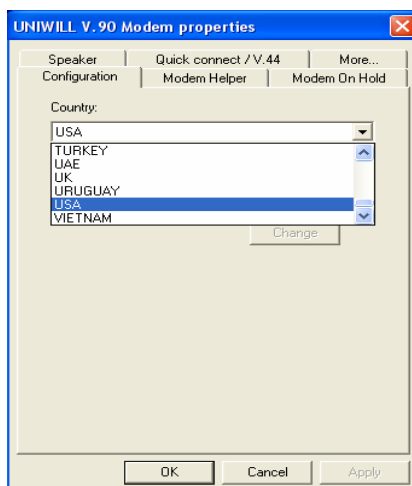 UNIWILL V.90 Modem properties
Speaker Quick connect / V.44 More...
Configuration Modem Helper Modem On Hold
Country:
USA
TURKEY
UAE
UK
URUGUAY
USA
VIETNAM
Change
OK Cancel Apply